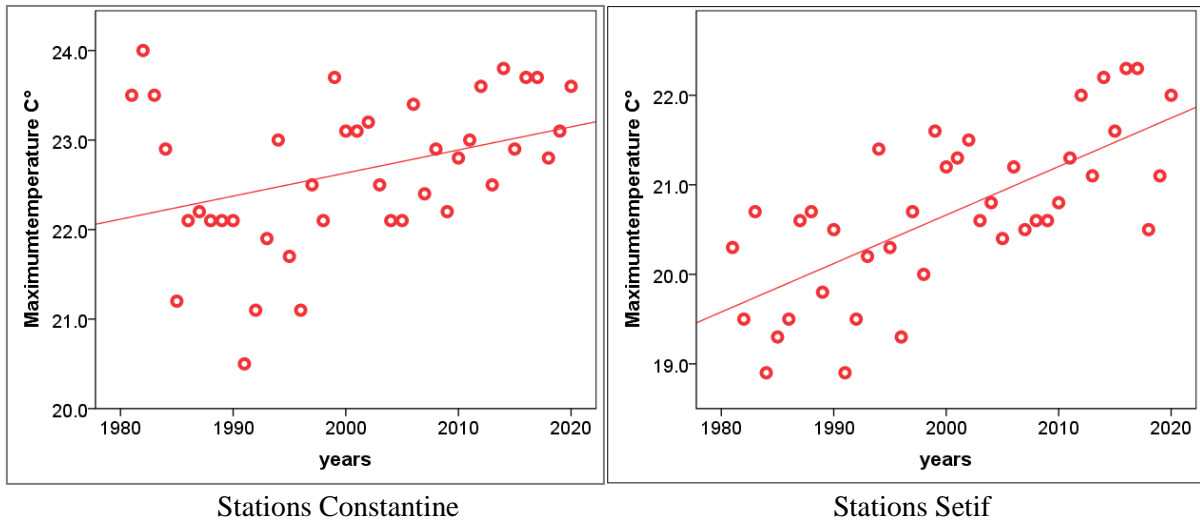 Maximumtemperature C°
24.0
23.0
22.0
21.0
20.0
1980 1990 2000 2010 2020
years
Stations Constantine
Maximumtemperature C°
22.0
21.0
20.0
19.0
1980 1990 2000 2010 2020
years
Stations Setif